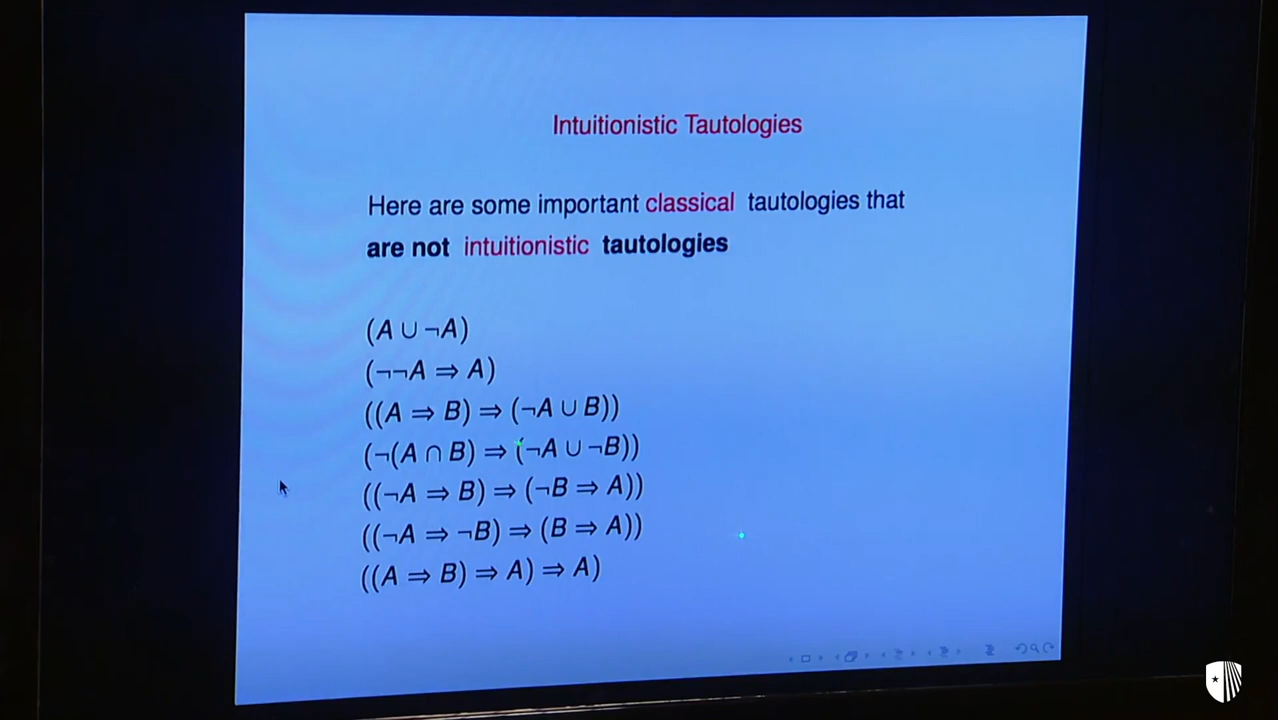 Intuitionistic Tautologies
Here are some important classical tautologies that
are not intuitionistic tautologies
(A ∪ ¬A)
(¬¬A ⇒ A)
((A ⇒ B) ⇒ (¬A ∪ B))
(¬(A ∩ B) ⇒ (¬A ∪ ¬B))
((¬A ⇒ B) ⇒ (¬B ⇒ A))
((¬A ⇒ ¬B) ⇒ (B ⇒ A))
((A ⇒ B) ⇒ A) ⇒ A)